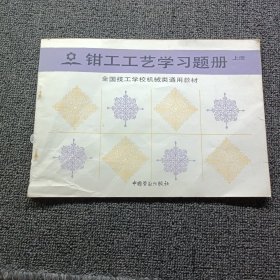 钳工工艺学习题册 上册
全国技工学校机械类通用教材
中国劳动出版社